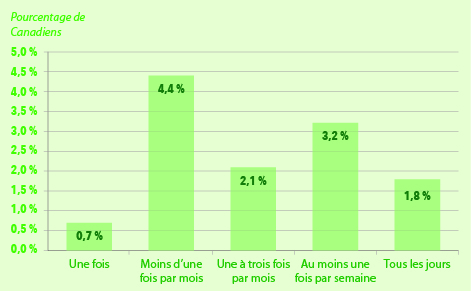 Pourcentage de
Canadiens
5,0 %
4,5 %
4,0 %
3,5 %
3,0 %
2,5 %
2,0 %
1,5 %
1,0 %
0,5 %
0,0 %
0,7 %
4,4 %
2,1 %
3,2 %
1,8 %
Une fois
Moins d’une
fois par mois
Une à trois fois
par mois
Au moins une
fois par semaine
Tous les jours